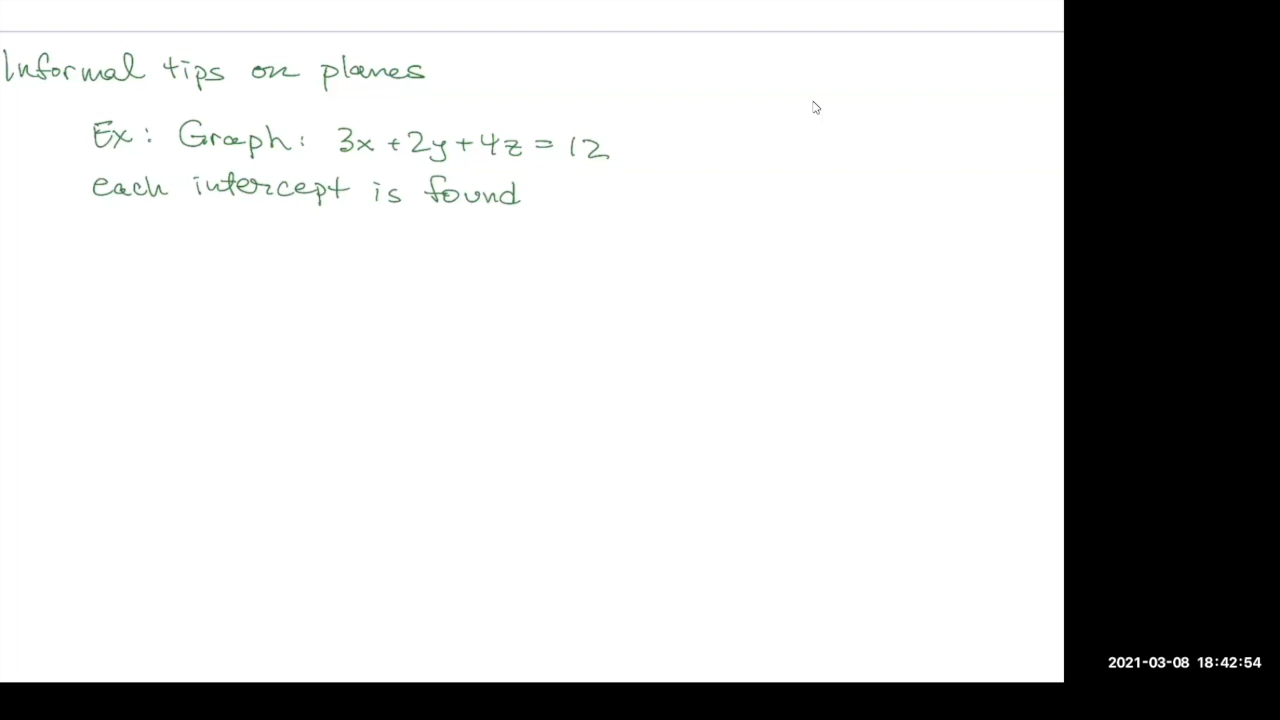 Informal tips on planes
Ex: Graph: 3x + 2y + 4z = 12
each intercept is found
2021-03-08 18:42:54